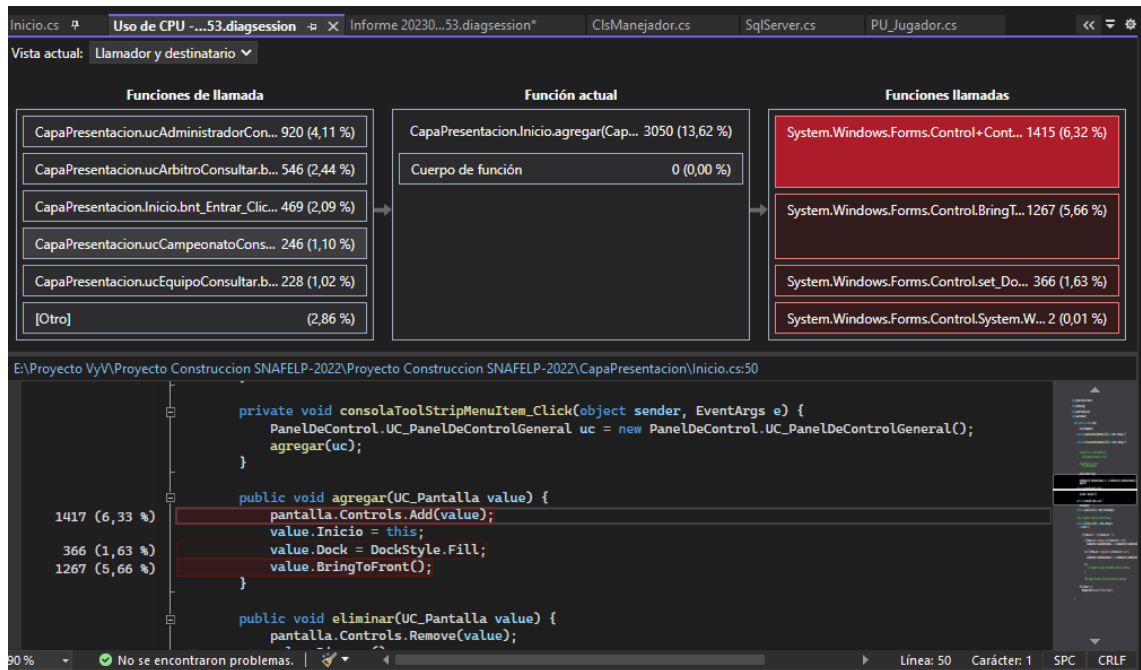 Inicio.cs
Uso de CPU -...53.diagsession
Informe 20230...53.diagsession*
ClsManejador.cs
SqlServer.cs
PU_Jugador.cs
Vista actual: Llamador y destinatario
Funciones de llamada
CapaPresentacion.ucAdministradorCon... 920 (4,11 %)
CapaPresentacion.ucArbitroConsultar.b... 546 (2,44 %)
CapaPresentacion.Inicio.bnt_Entrar_Clic... 469 (2,09 %)
CapaPresentacion.ucCampeonatoCons... 246 (1,10 %)
CapaPresentacion.ucEquipoConsultar.b... 228 (1,02 %)
[Otro] (2,86 %)
Función actual
CapaPresentacion.Inicio.agregar(Cap... 3050 (13,62 %)
Cuerpo de función 0 (0,00 %)
Funciones llamadas
System.Windows.Forms.Control+Cont... 1415 (6,32 %)
System.Windows.Forms.Control.BringT... 1267 (5,66 %)
System.Windows.Forms.Control.set_Do... 366 (1,63 %)
System.Windows.Forms.Control.System.W... 2 (0,01 %)
E:\Proyecto VyV\Proyecto Construccion SNAFELP-2022\Proyecto Construccion SNAFELP-2022\CapaPresentacion\Inicio.cs:50
private void consolaToolStripMenuItem_Click(object sender, EventArgs e) {
PanelDeControl.UC_PanelDeControlGeneral uc = new PanelDeControl.UC_PanelDeControlGeneral();
agregar(uc);
}
public void agregar(UC_Pantalla value) {
1417 (6,33 %) pantalla.Controls.Add(value);
value.Inicio = this;
366 (1,63 %) value.Dock = DockStyle.Fill;
1267 (5,66 %) value.BringToFront();
}
public void eliminar(UC_Pantalla value) {
pantalla.Controls.Remove(value);
90 % No se encontraron problemas. Línea: 50 Carácter: 1 SPC CRLF